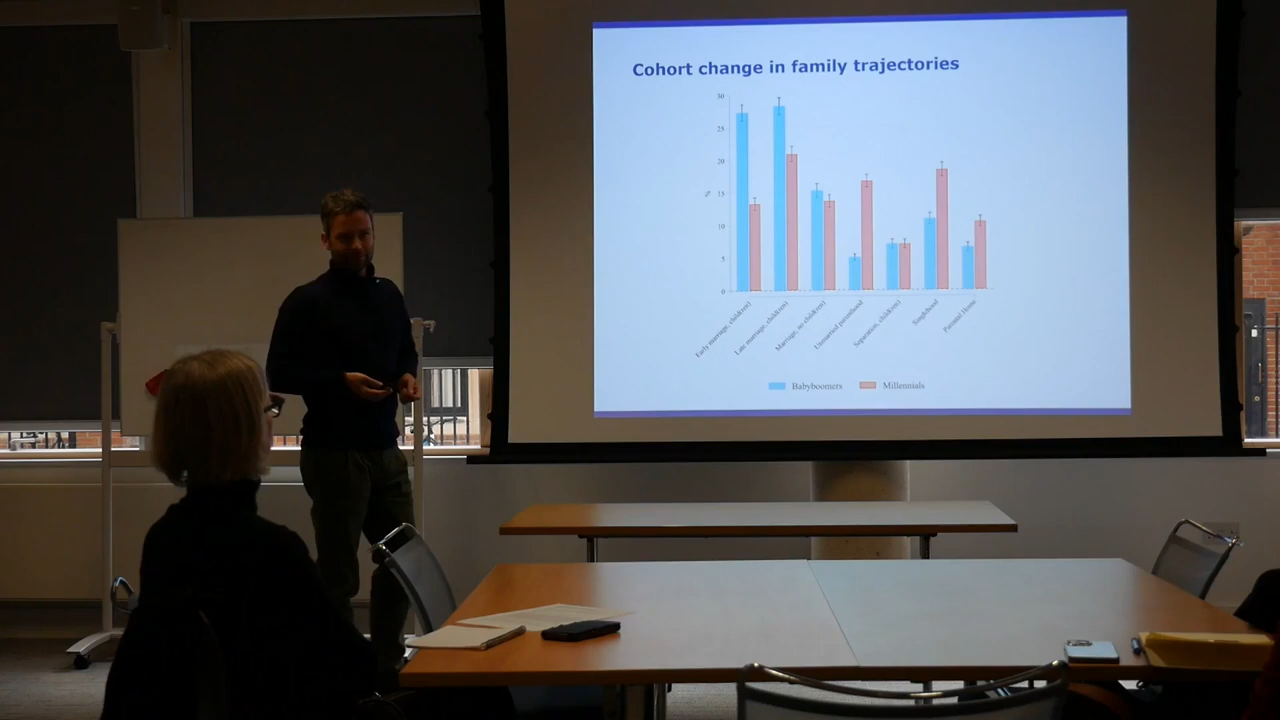 Cohort change in family trajectories
30
25
20
%
15
10
5
0
Early marriage, child(ren)
Late marriage, child(ren)
Marriage, no child(ren)
Unmarried parenthood
Separation, child(ren)
Singlehood
Parental Home
Babyboomers
Millennials